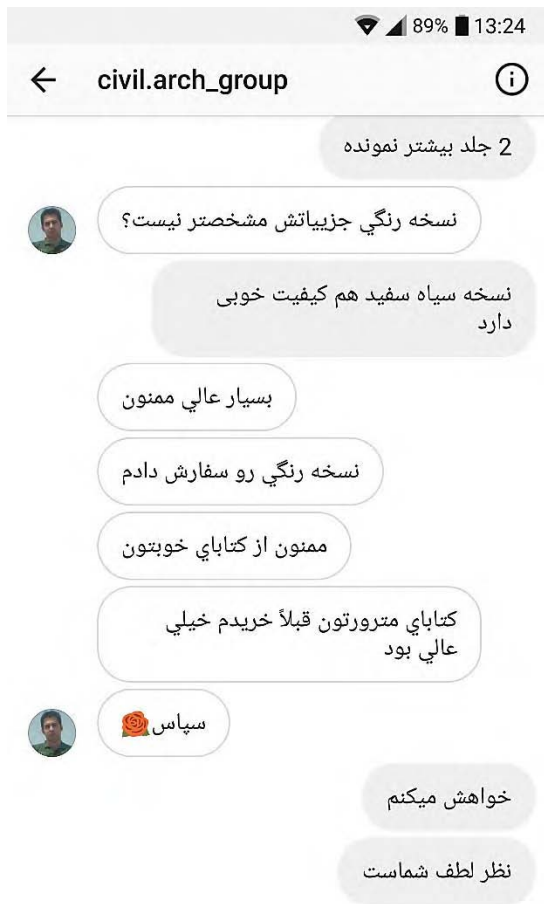 89% 13:24
civil.arch_group
2 جلد بیشتر نمونده
نسخه رنگي جزيياتش مشخصتر نيست؟
نسخه سیاه سفید هم کیفیت خوبی
دارد
بسيار عالي ممنون
نسخه رنگي رو سفارش دادم
ممنون از كتاباي خوبتون
كتاباي مترورتون قبلاً خريدم خيلي
عالي بود
سپاس🌹
خواهش میکنم
نظر لطف شماست